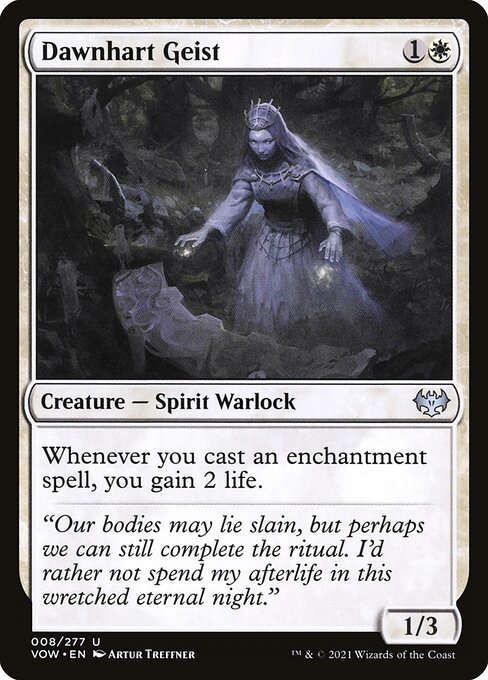 Dawnhart Geist 1
Creature — Spirit Warlock
Whenever you cast an enchantment
spell, you gain 2 life.
“Our bodies may lie slain, but perhaps
we can still complete the ritual. I’d
rather not spend my afterlife in this
wretched eternal night.”
1/3
008/277 U
VOW • EN Artur Treffner
™ & © 2021 Wizards of the Coast